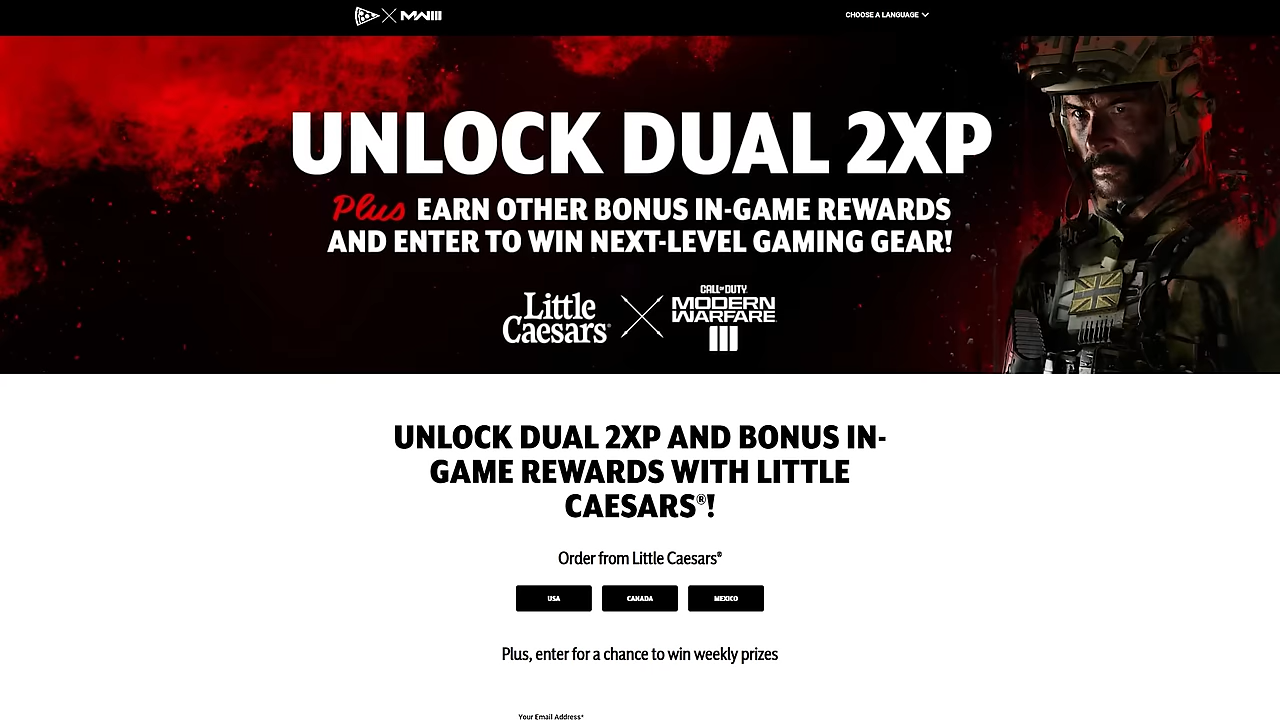 MWIII
CHOOSE A LANGUAGE
UNLOCK DUAL 2XP
Plus EARN OTHER BONUS IN-GAME REWARDS
AND ENTER TO WIN NEXT-LEVEL GAMING GEAR!
Little
Caesars®
CALL OF DUTY
MODERN
WARFARE
III
UNLOCK DUAL 2XP AND BONUS IN-
GAME REWARDS WITH LITTLE
CAESARS®!
Order from Little Caesars®
USA
CANADA
MEXICO
Plus, enter for a chance to win weekly prizes
Your Email Address*